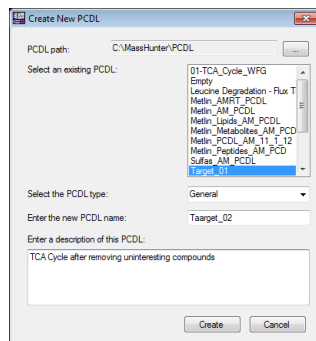 Create New PCDL
PCDL path:
C:\MassHunter\PCDL
...
Select an existing PCDL:
01-TCA_Cycle_WFG
Empty
Leucine Degradation - Flux T
Metlin_AMRT_PCDL
Metlin_AM_PCDL
Metlin_Lipids_AM_PCDL
Metlin_Metabolites_AM_PCD
Metlin_PCDL_AM_11_1_12
Metlin_Peptides_AM_PCD
Sulfas_AM_PCDL
Target_01
Select the PCDL type:
General
Enter the new PCDL name:
Taarget_02
Enter a description of this PCDL:
TCA Cycle after removing uninteresting compounds
Create
Cancel